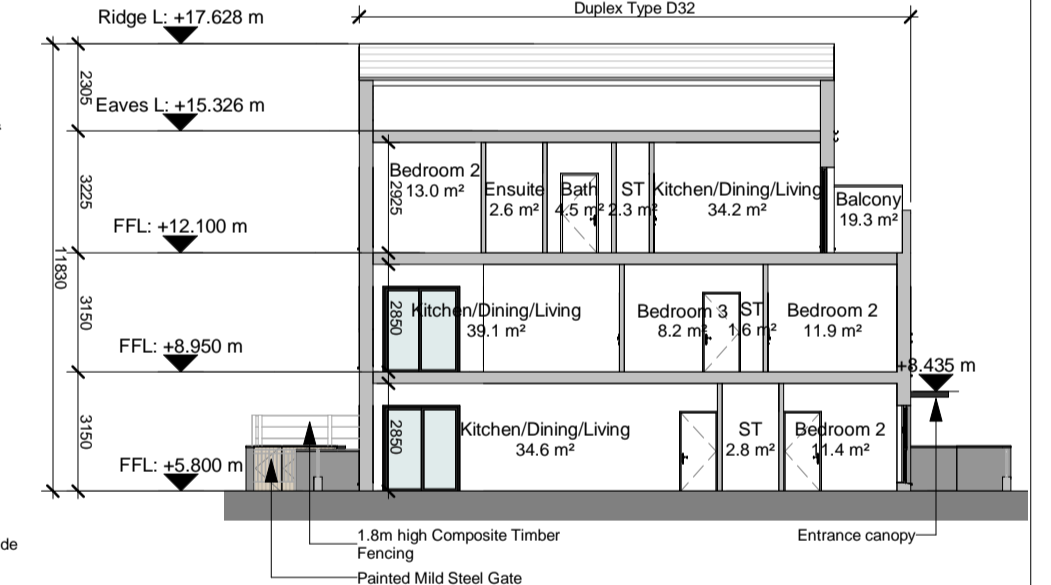 Duplex Type D32
Ridge L: +17.628 m
2305
Eaves L: +15.326 m
3225
2925
Bedroom 2
13.0 m²
Ensuite
2.6 m²
Bath
4.5 m²
ST
2.3 m²
Kitchen/Dining/Living
34.2 m²
Balcony
19.3 m²
FFL: +12.100 m
11830
3150
2850
Kitchen/Dining/Living
39.1 m²
Bedroom 3
8.2 m²
ST
1.6 m²
Bedroom 2
11.9 m²
FFL: +8.950 m
+8.435 m
3150
2850
Kitchen/Dining/Living
34.6 m²
ST
2.8 m²
Bedroom 2
11.4 m²
FFL: +5.800 m
1.8m high Composite Timber
Fencing
Entrance canopy
de
Painted Mild Steel Gate